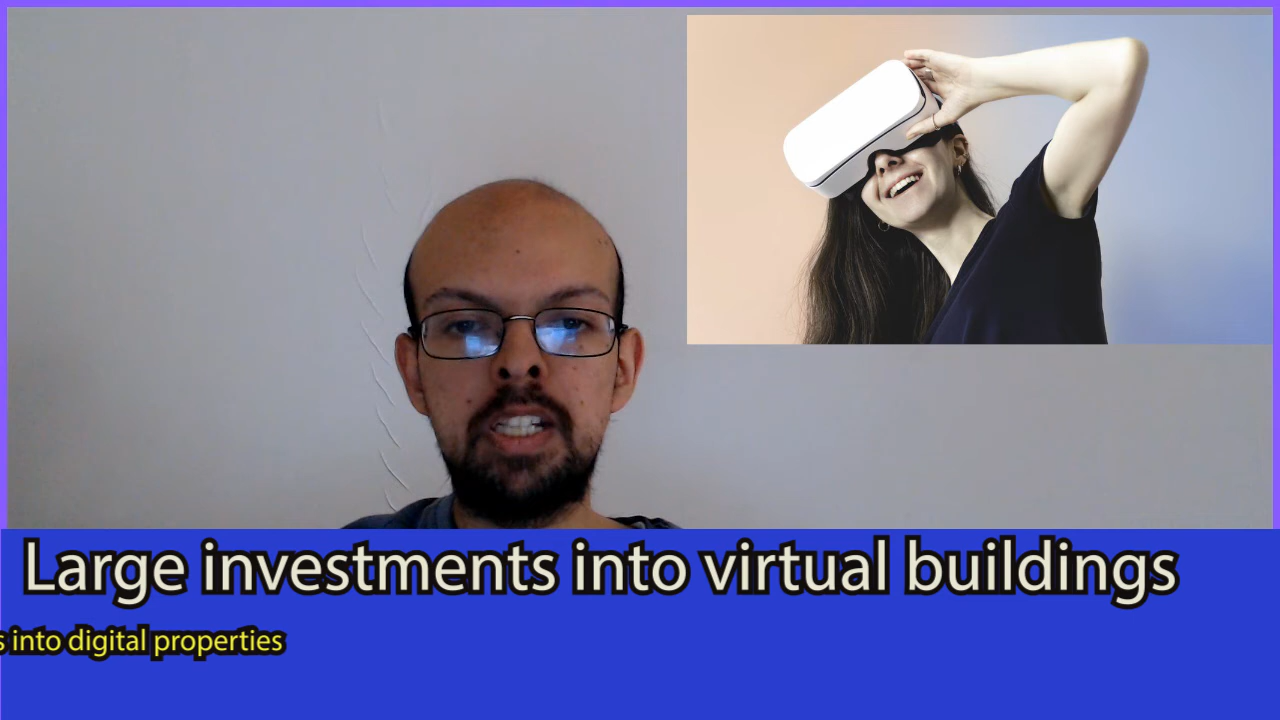 Large investments into virtual buildings
s into digital properties